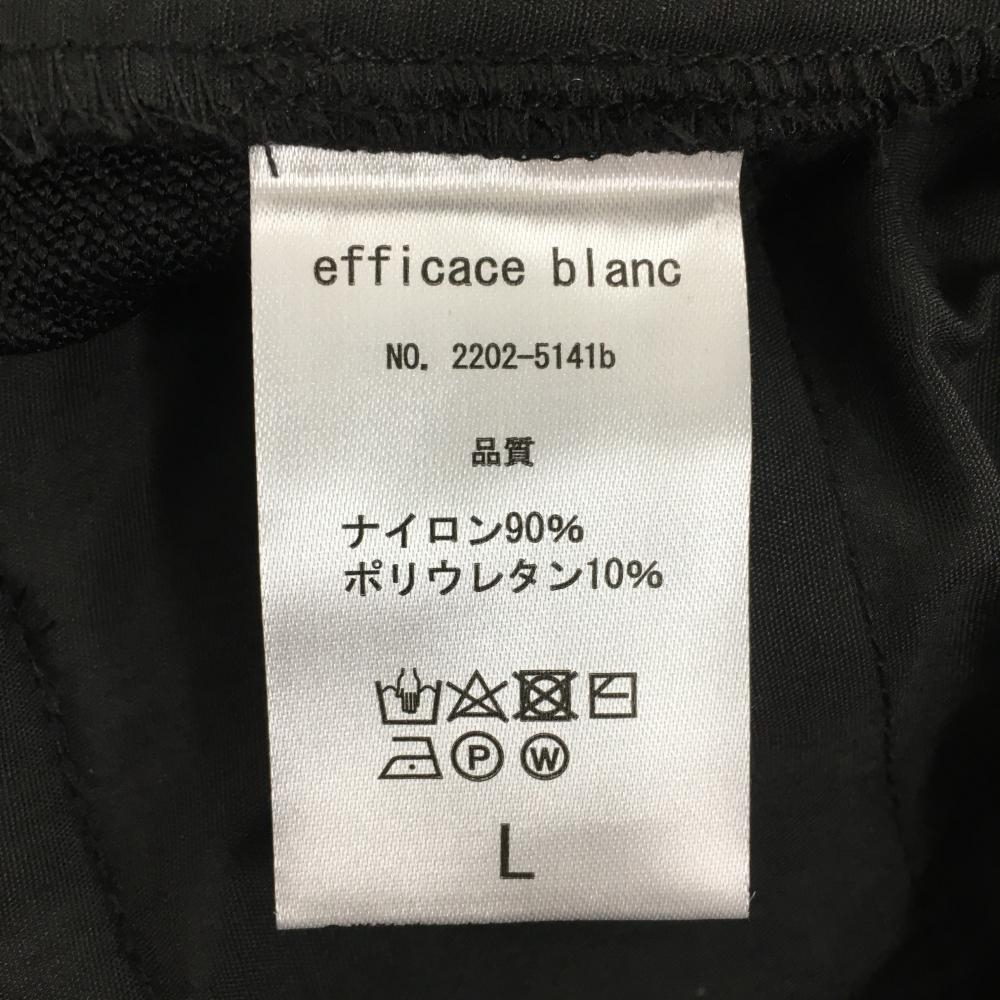 efficace blanc
NO. 2202-5141b
品質
ナイロン90%
ポリウレタン10%
P W
L